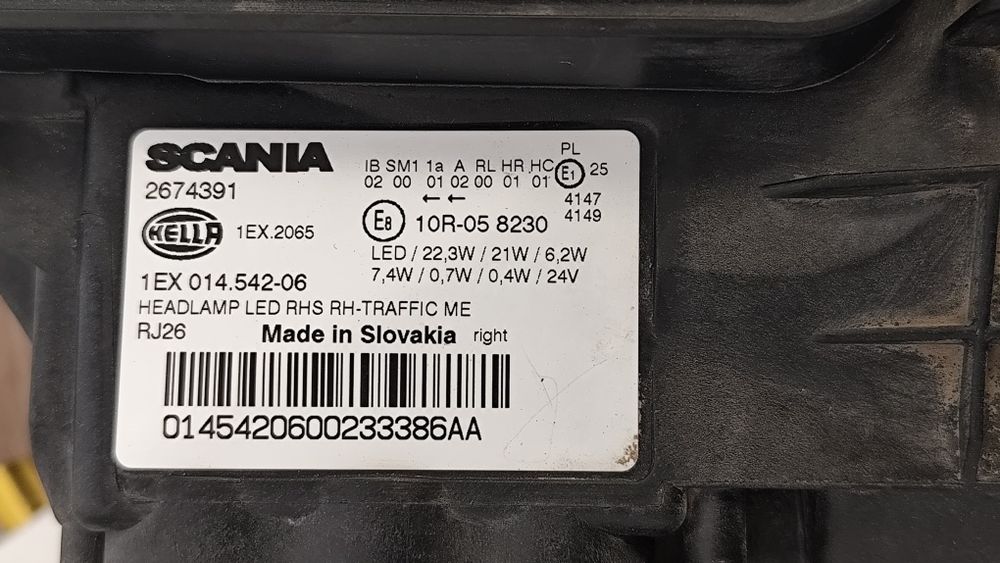 SCANIA
2674391
HELLA 1EX.2065
1EX 014.542-06
IB SM1 1a A RL HR HC PL
02 00 01 02 00 01 01 E1 25
← ←
4147
4149
E8 10R-05 8230
LED / 22,3W / 21W / 6,2W
7,4W / 0,7W / 0,4W / 24V
HEADLAMP LED RHS RH-TRAFFIC ME
RJ26 Made in Slovakia right
0145420600233386AA